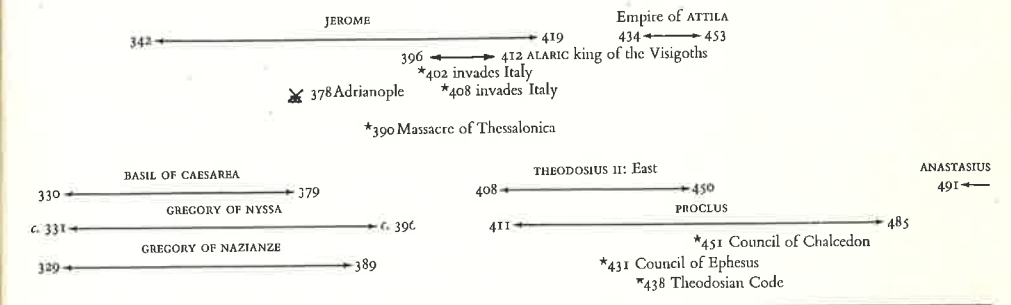 JEROME
Empire of ATTILA
342 419
434 453
396 412 ALARIC king of the Visigoths
*402 invades Italy
378 Adrianople *408 invades Italy
*390 Massacre of Thessalonica
BASIL OF CAESAREA
THEODOSIUS II: East
ANASTASIUS
330 379
408 450
491
GREGORY OF NYSSA
PROCLUS
c. 331 c. 396
411 485
GREGORY OF NAZIANZE
*451 Council of Chalcedon
329 389
*431 Council of Ephesus
*438 Theodosian Code